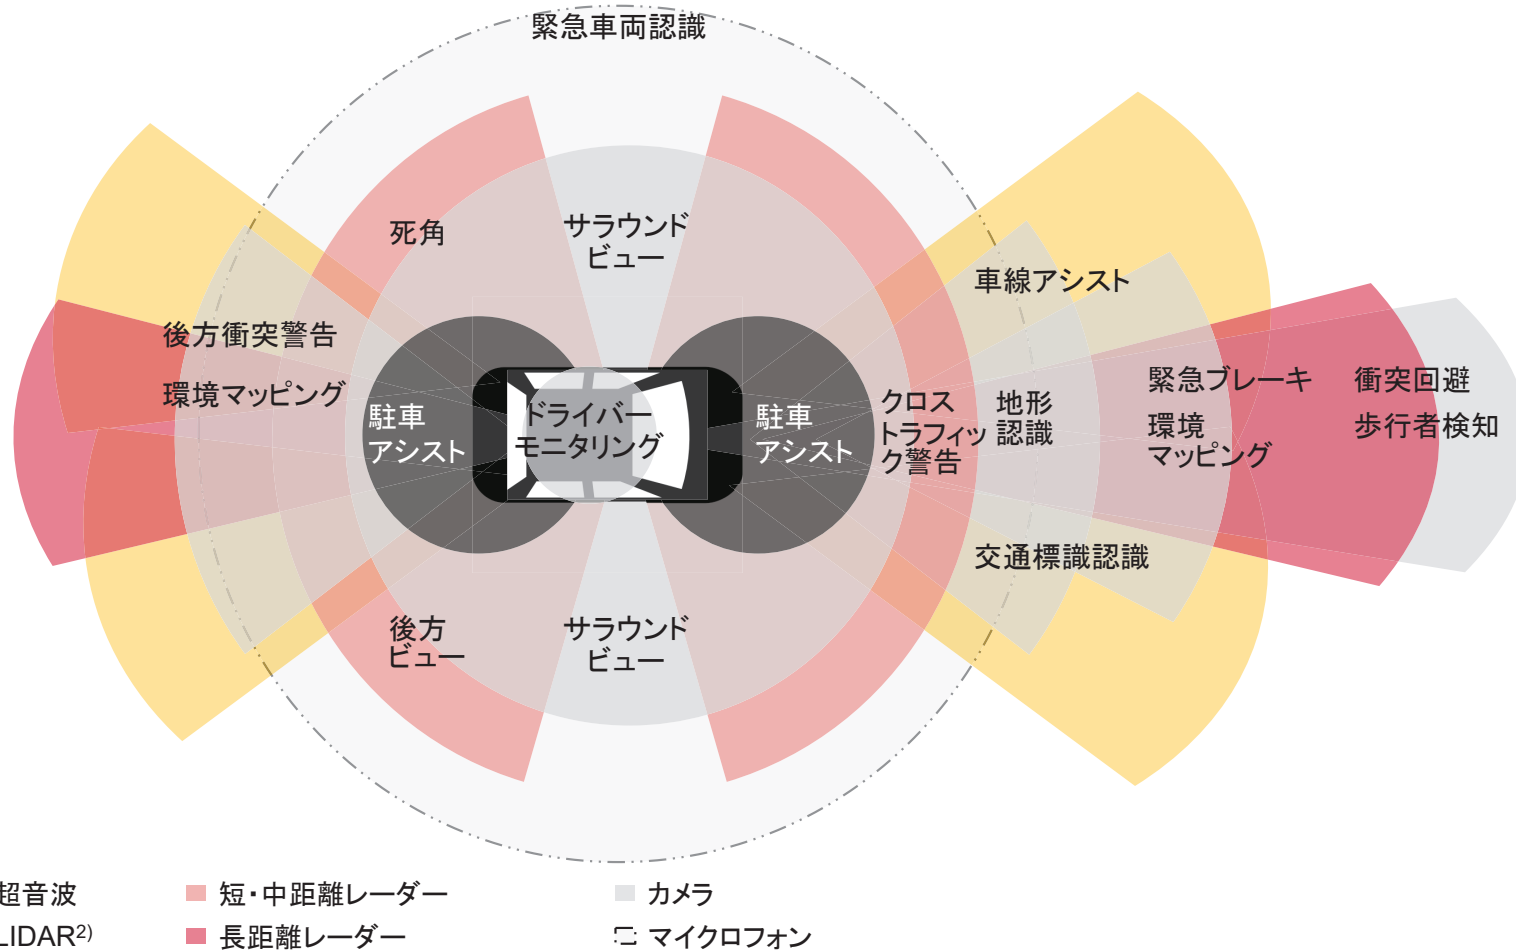 緊急車両認識
死角
サラウンド
ビュー
車線アシスト
後方衝突警告
環境マッピング
駐車
アシスト
ドライバー
モニタリング
駐車
アシスト
クロス
トラフィッ
ク警告
地形
認識
緊急ブレーキ
環境
マッピング
衝突回避
歩行者検知
交通標識認識
後方
ビュー
サラウンド
ビュー
超音波
短・中距離レーダー
カメラ
LIDAR2)
長距離レーダー
マイクロフォン